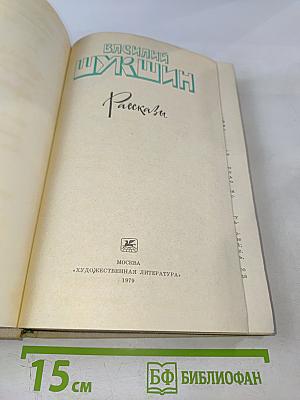 ВАСИЛИЙ
ШУКШИН
Рассказы
МОСКВА
«ХУДОЖЕСТВЕННАЯ ЛИТЕРАТУРА»
1979
15 см
БФ БИБЛИОФАН